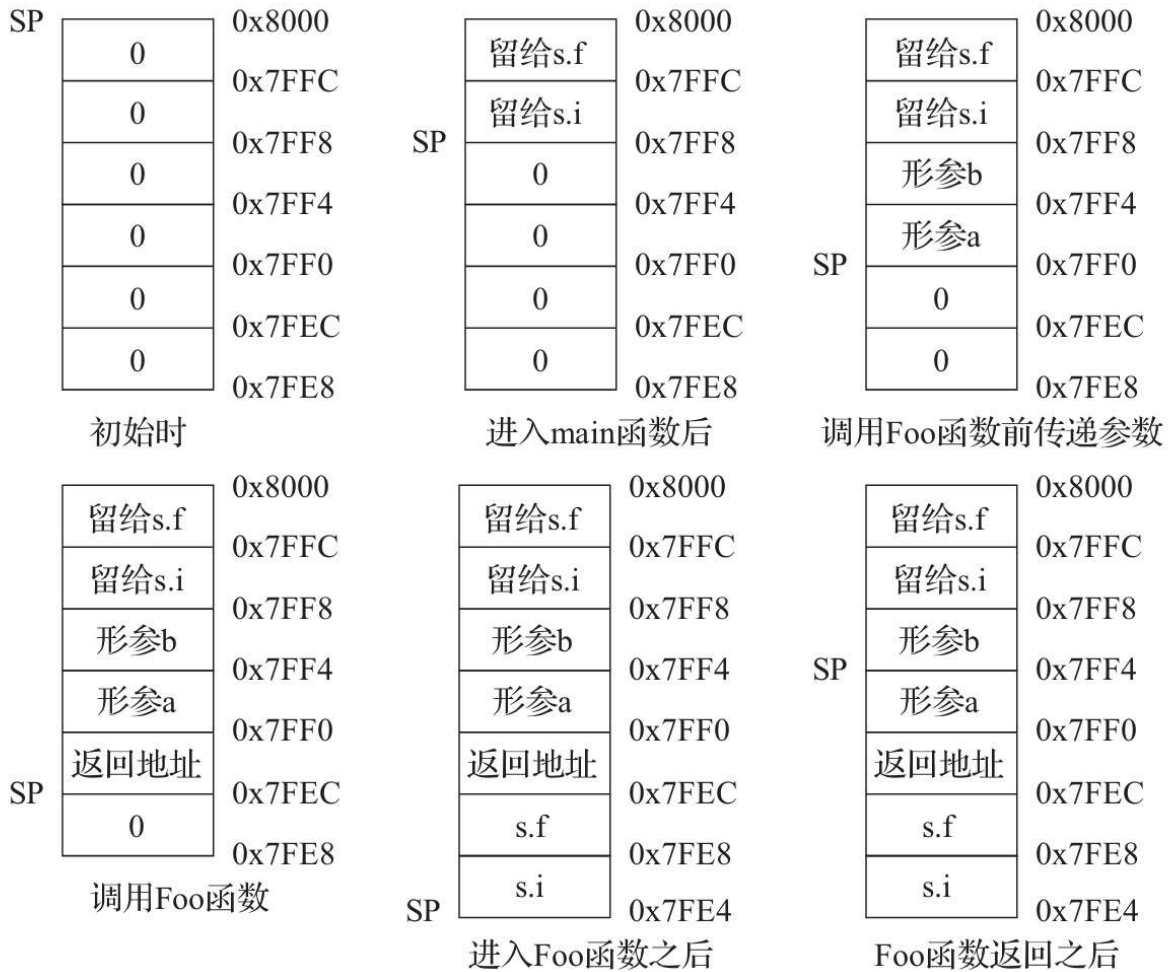 SP 0x8000 0x8000 0x8000
0 留给s.f 留给s.f
0x7FFC 0x7FFC 0x7FFC
0 留给s.i 留给s.i
0x7FF8 SP 0x7FF8 0x7FF8
0 0 形参b
0x7FF4 0x7FF4 0x7FF4
0 0 形参a
0x7FF0 0x7FF0 SP 0x7FF0
0 0 0
0x7FEC 0x7FEC 0x7FEC
0 0 0
0x7FE8 0x7FE8 0x7FE8
初始时 进入main函数后 调用Foo函数前传递参数
0x8000 0x8000 0x8000
留给s.f 留给s.f 留给s.f
0x7FFC 0x7FFC 0x7FFC
留给s.i 留给s.i 留给s.i
0x7FF8 0x7FF8 0x7FF8
形参b 形参b 形参b
0x7FF4 0x7FF4 SP 0x7FF4
形参a 形参a 形参a
0x7FF0 0x7FF0 0x7FF0
返回地址 返回地址 返回地址
SP 0x7FEC 0x7FEC 0x7FEC
0 s.f s.f
0x7FE8 0x7FE8 0x7FE8
调用Foo函数 s.i s.i
SP 0x7FE4 0x7FE4
进入Foo函数之后 Foo函数返回之后